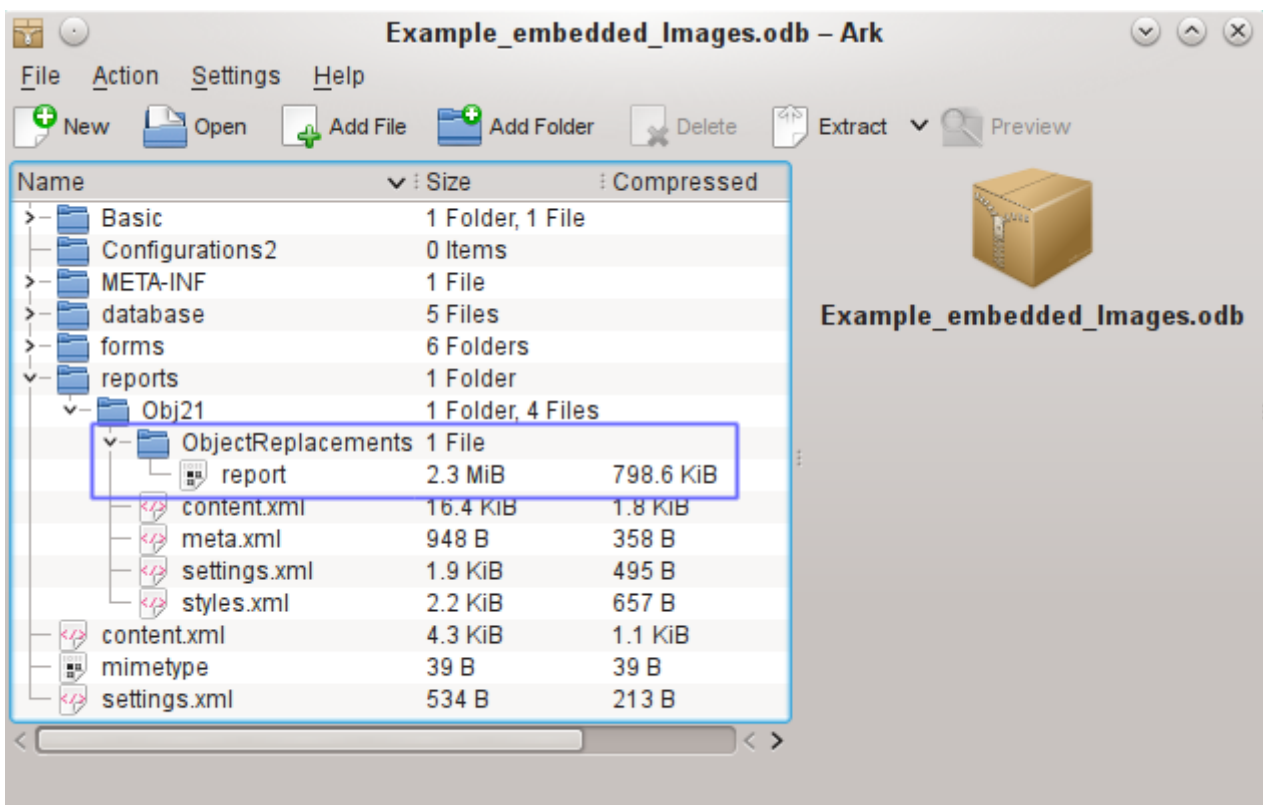 Example_embedded_Images.odb – Ark
File Action Settings Help
New Open Add File Add Folder Delete Extract Preview
Name Size Compressed
Basic 1 Folder, 1 File
Configurations2 0 Items
META-INF 1 File
database 5 Files
forms 6 Folders
reports 1 Folder
Obj21 1 Folder, 4 Files
ObjectReplacements 1 File
report 2.3 MiB 798.6 KiB
content.xml 16.4 KiB 1.8 KiB
meta.xml 948 B 358 B
settings.xml 1.9 KiB 495 B
styles.xml 2.2 KiB 657 B
content.xml 4.3 KiB 1.1 KiB
mimetype 39 B 39 B
settings.xml 534 B 213 B
Example_embedded_Images.odb